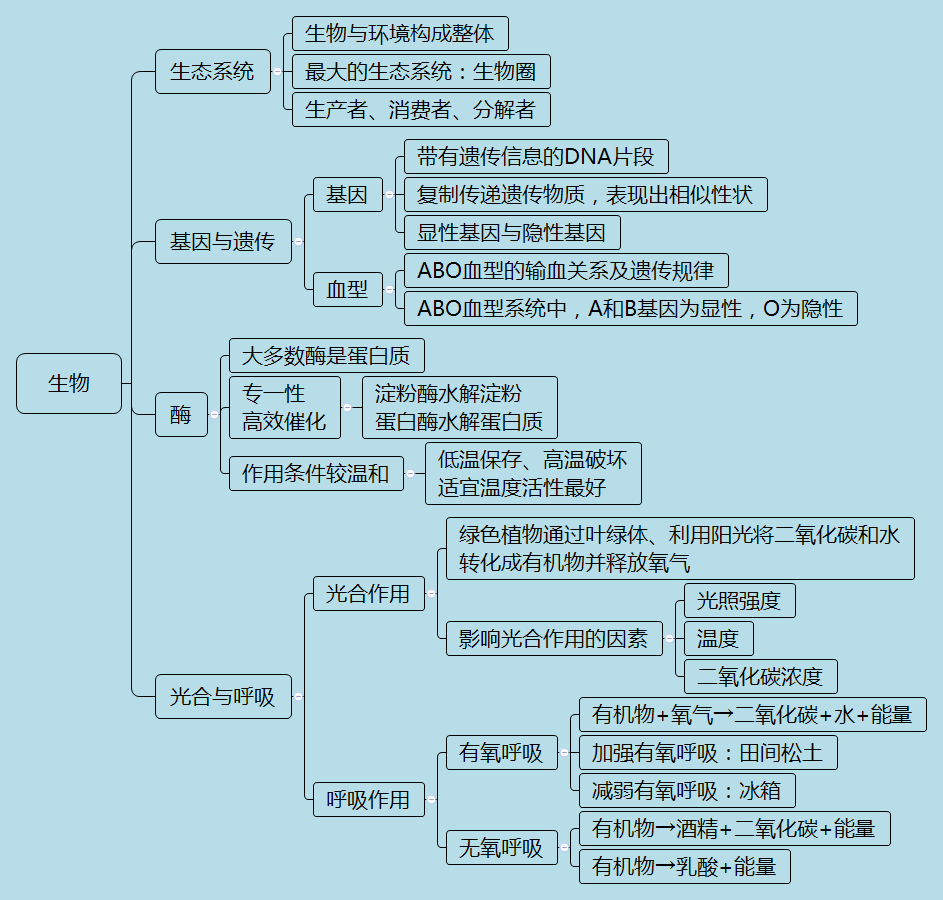 生物
生态系统
生物与环境构成整体
最大的生态系统：生物圈
生产者、消费者、分解者
基因与遗传
基因
带有遗传信息的DNA片段
复制传递遗传物质，表现出相似性状
显性基因与隐性基因
血型
ABO血型的输血关系及遗传规律
ABO血型系统中，A和B基因为显性，O为隐性
酶
大多数酶是蛋白质
专一性
高效催化
淀粉酶水解淀粉
蛋白酶水解蛋白质
作用条件较温和
低温保存、高温破坏
适宜温度活性最好
光合与呼吸
光合作用
绿色植物通过叶绿体、利用阳光将二氧化碳和水
转化成有机物并释放氧气
影响光合作用的因素
光照强度
温度
二氧化碳浓度
呼吸作用
有氧呼吸
有机物+氧气→二氧化碳+水+能量
加强有氧呼吸：田间松土
减弱有氧呼吸：冰箱
无氧呼吸
有机物→酒精+二氧化碳+能量
有机物→乳酸+能量